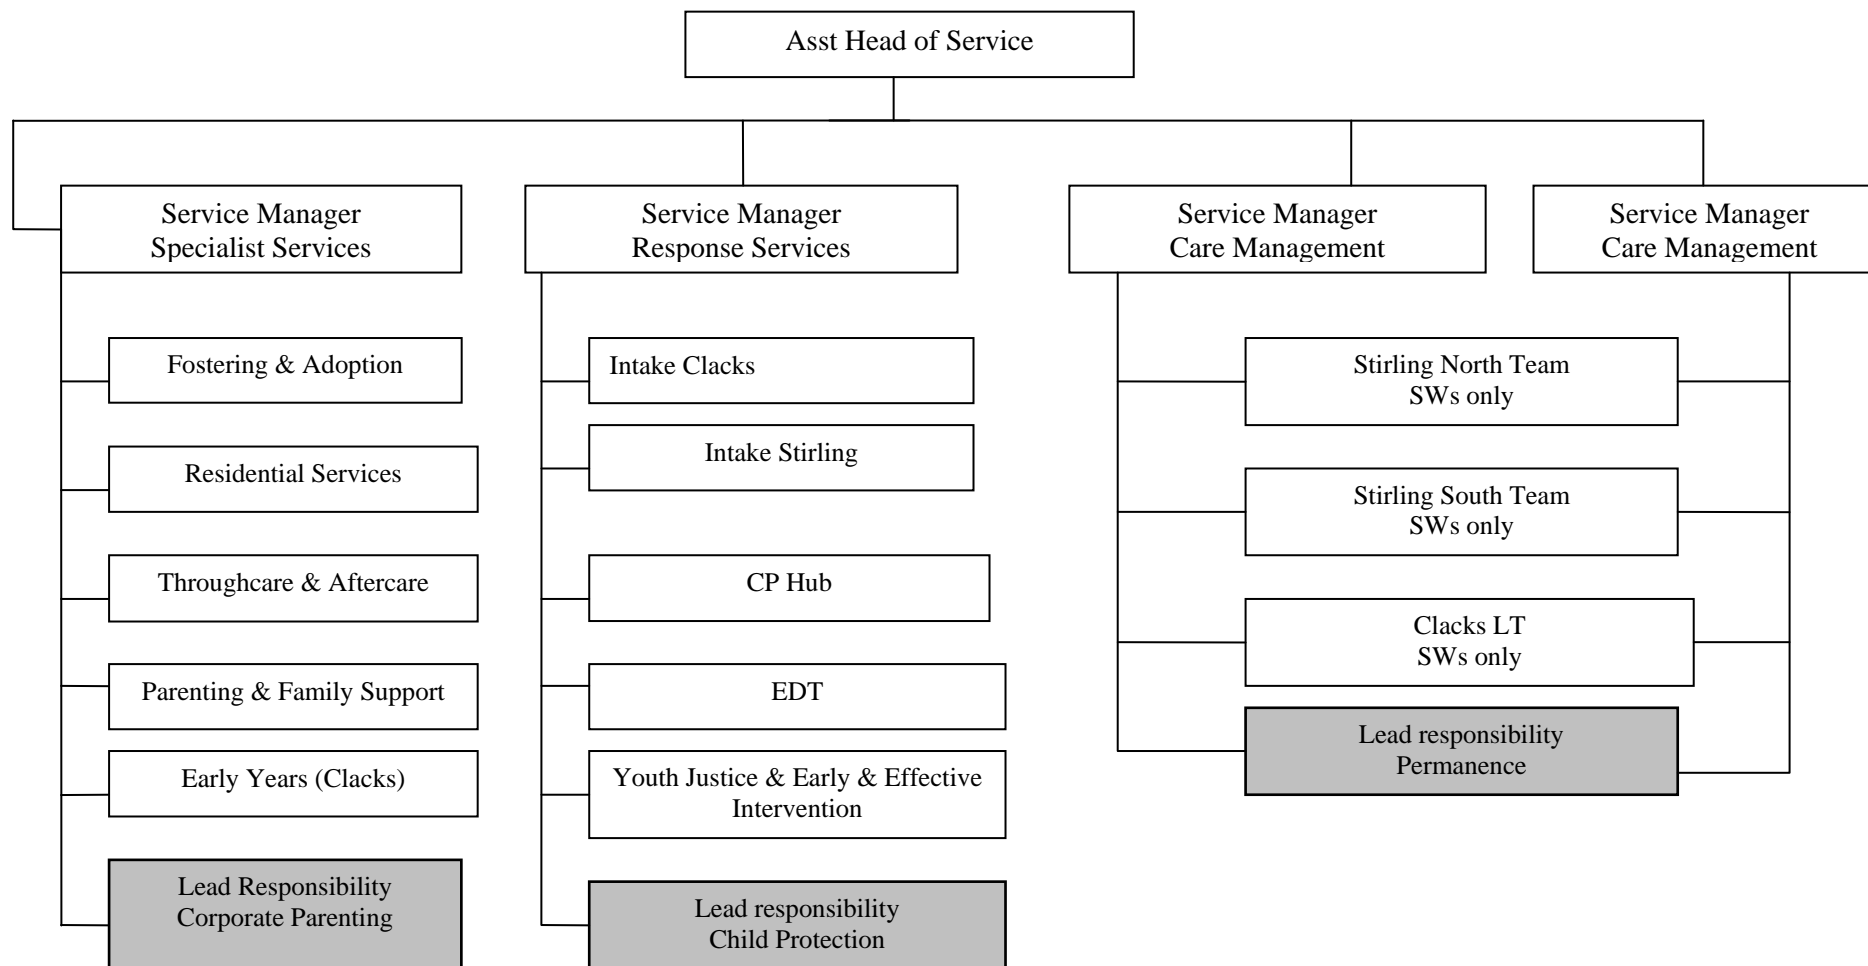 Asst Head of Service
Service Manager
Specialist Services
Service Manager
Response Services
Service Manager
Care Management
Service Manager
Care Management
Fostering & Adoption
Residential Services
Throughcare & Aftercare
Parenting & Family Support
Early Years (Clacks)
Lead Responsibility
Corporate Parenting
Intake Clacks
Intake Stirling
CP Hub
EDT
Youth Justice & Early & Effective
Intervention
Lead responsibility
Child Protection
Stirling North Team
SWs only
Stirling South Team
SWs only
Clacks LT
SWs only
Lead responsibility
Permanence